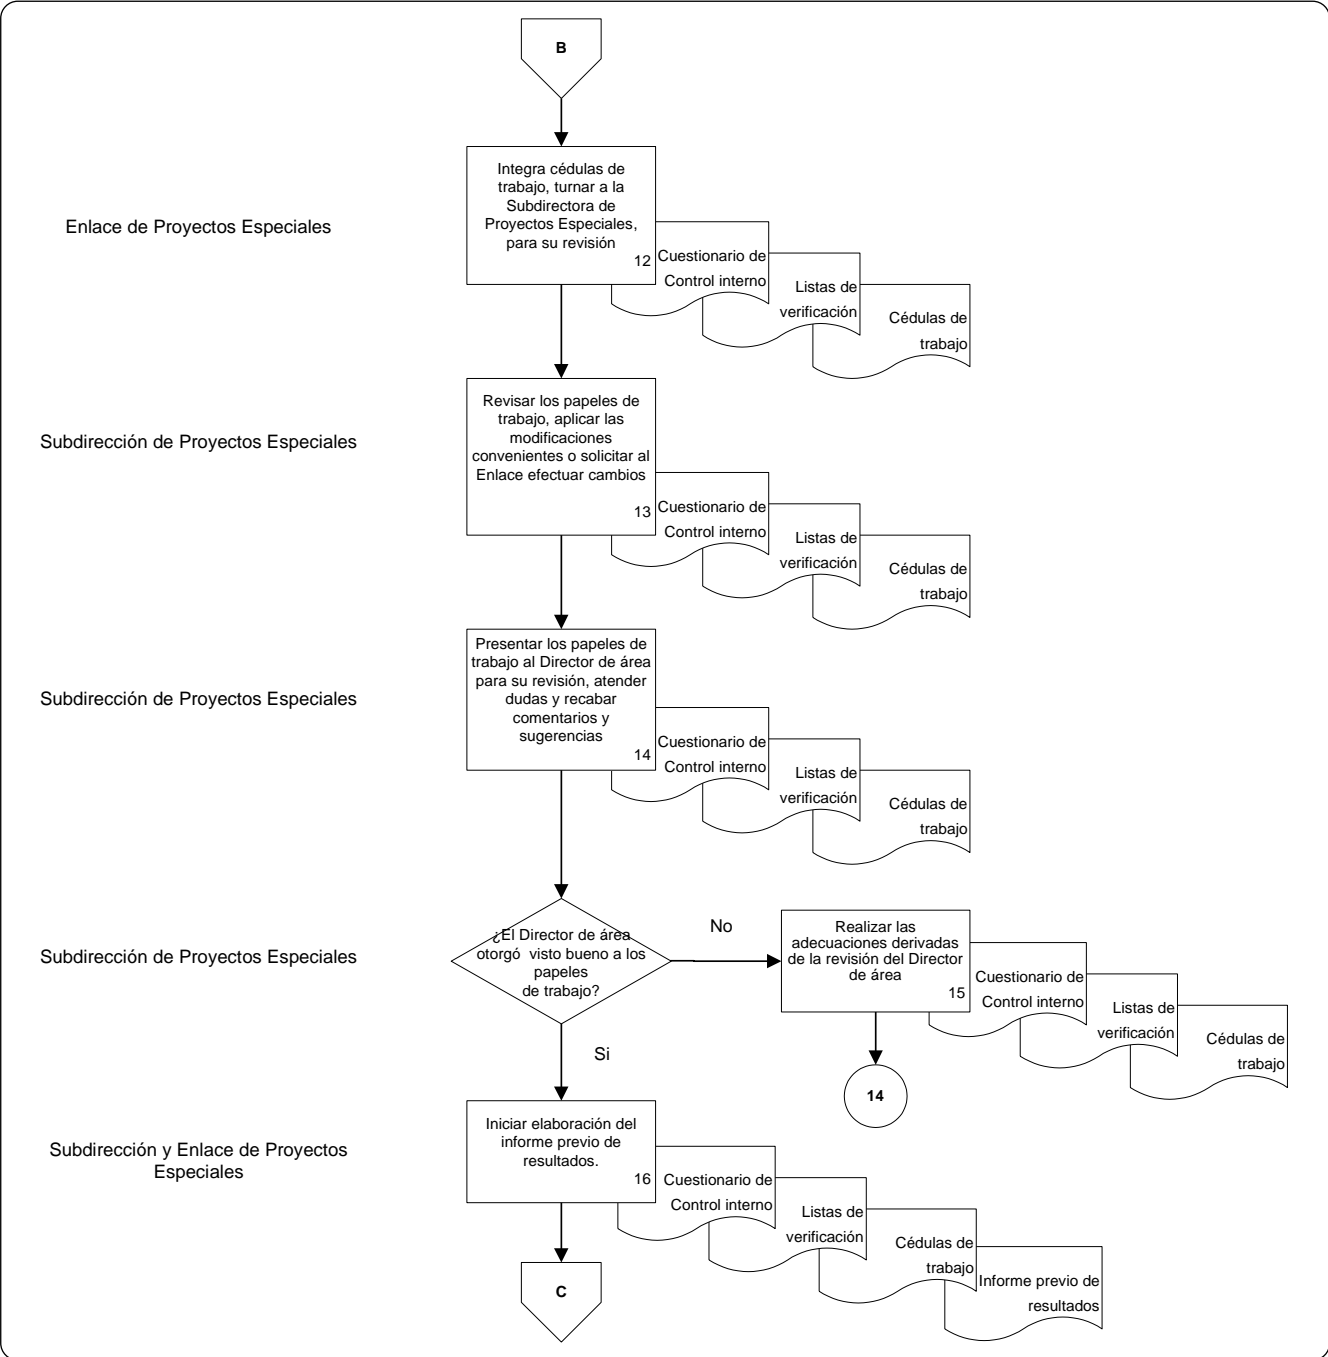 B
Integra cédulas de
trabajo, turnar a la
Subdirectora de
Proyectos Especiales,
para su revisión
12
Enlace de Proyectos Especiales
Cuestionario de
Control interno
Listas de
verificación
Cédulas de
trabajo
Revisar los papeles de
trabajo, aplicar las
modificaciones
convenientes o solicitar al
Enlace efectuar cambios
13
Subdirección de Proyectos Especiales
Cuestionario de
Control interno
Listas de
verificación
Cédulas de
trabajo
Presentar los papeles de
trabajo al Director de área
para su revisión, atender
dudas y recabar
comentarios y
sugerencias
14
Subdirección de Proyectos Especiales
Cuestionario de
Control interno
Listas de
verificación
Cédulas de
trabajo
Subdirección de Proyectos Especiales
¿El Director de área
otorgó visto bueno a los
papeles
de trabajo?
No
Realizar las
adecuaciones derivadas
de la revisión del Director
de área
15
Cuestionario de
Control interno
Listas de
verificación
Cédulas de
trabajo
Si
14
Subdirección y Enlace de Proyectos
Especiales
Iniciar elaboración del
informe previo de
resultados.
16
Cuestionario de
Control interno
Listas de
verificación
Cédulas de
trabajo
Informe previo de
resultados
C